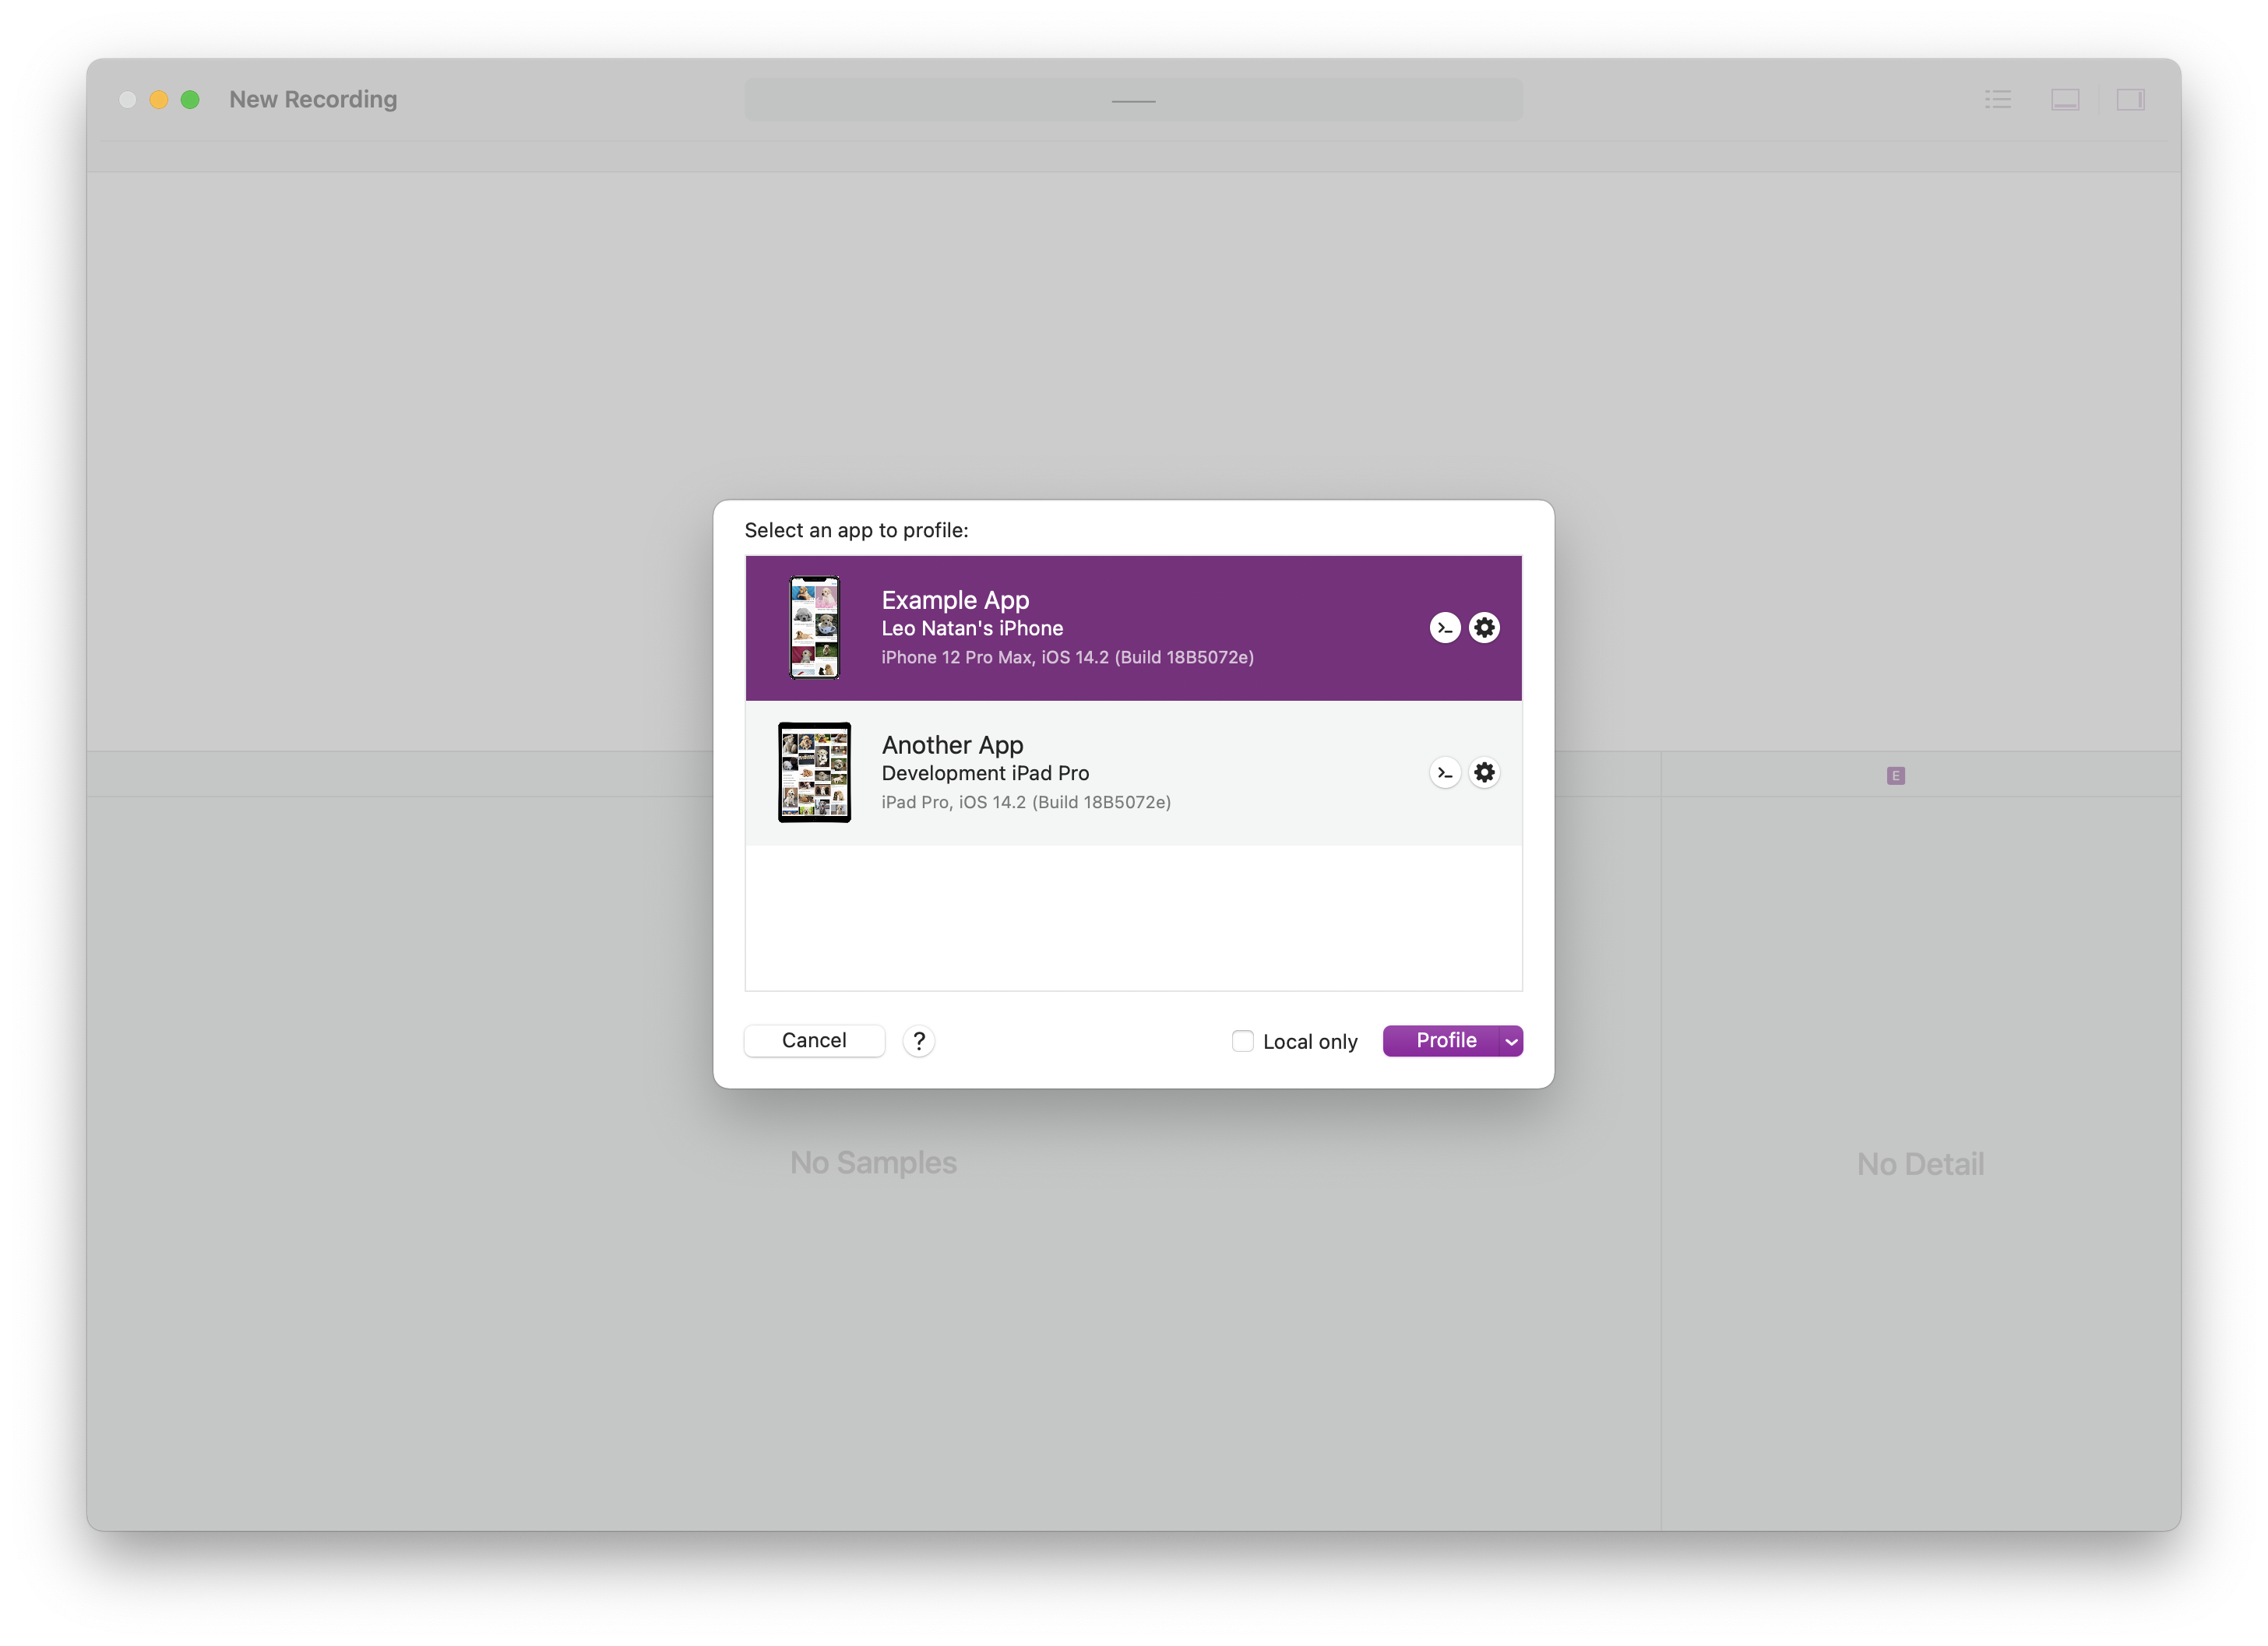 New Recording
Select an app to profile:
Example App
Leo Natan's iPhone
iPhone 12 Pro Max, iOS 14.2 (Build 18B5072e)
Another App
Development iPad Pro
iPad Pro, iOS 14.2 (Build 18B5072e)
E
Cancel
?
Local only
Profile
No Samples
No Detail